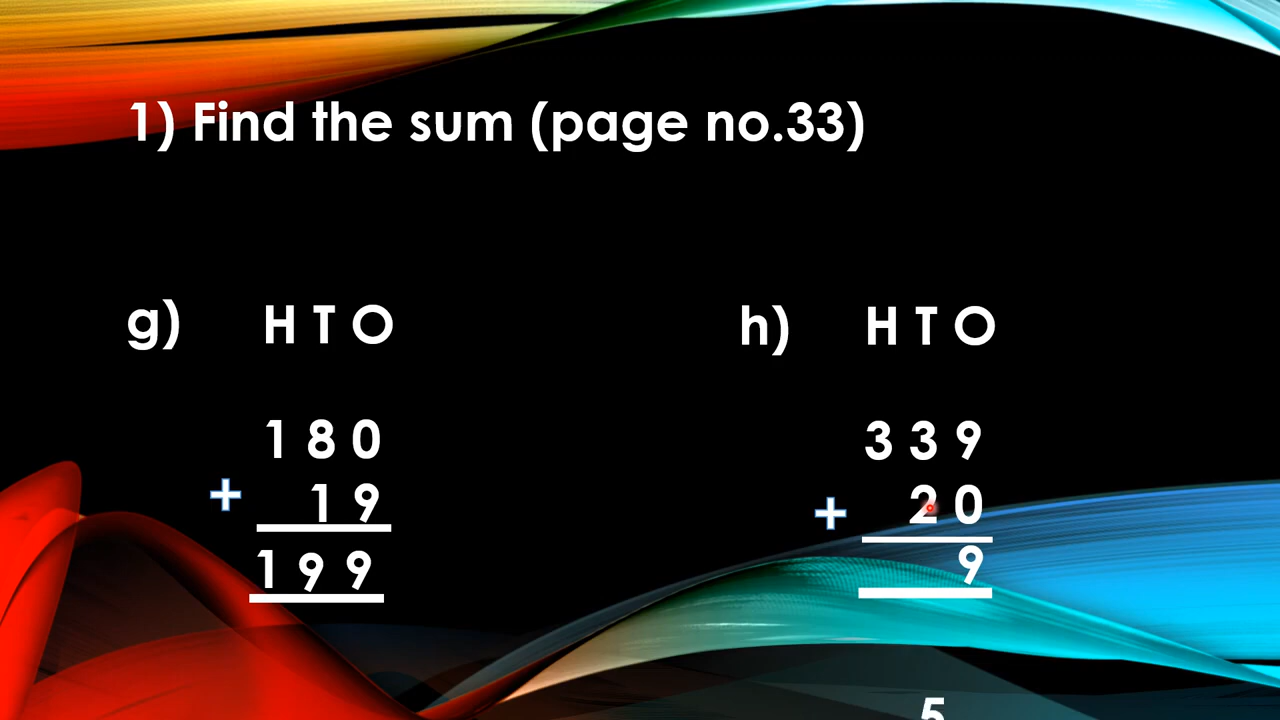 1) Find the sum (page no.33)
g) H T O
1 8 0
+ 1 9
1 9 9
h) H T O
3 3 9
+ 2 0
9
5